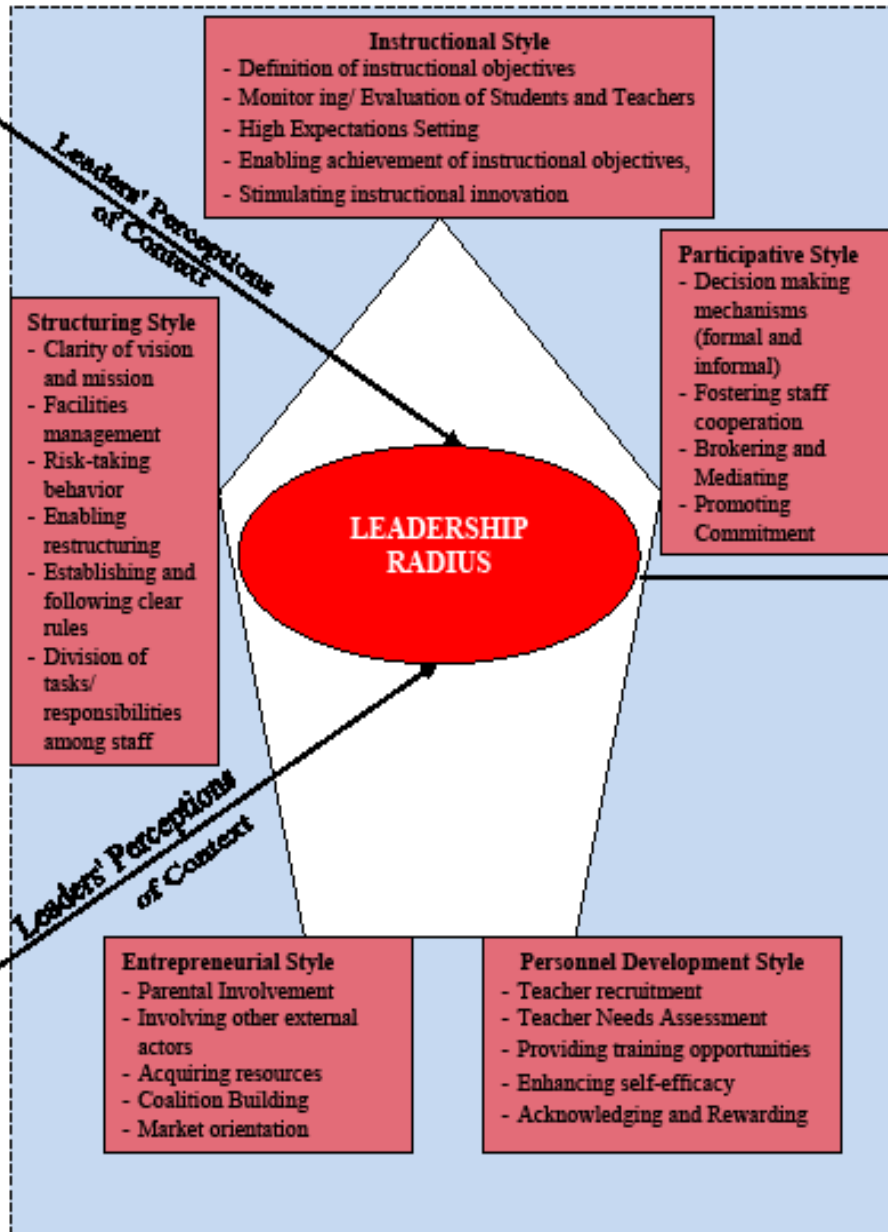 Instructional Style
- Definition of instructional objectives
- Monitor ing/ Evaluation of Students and Teachers
- High Expectations Setting
- Enabling achievement of instructional objectives,
- Stimulating instructional innovation
Leaders' Perceptions
of Context
Participative Style
- Decision making
mechanisms
(formal and
informal)
- Fostering staff
cooperation
- Brokering and
Mediating
- Promoting
Commitment
Structuring Style
- Clarity of vision
and mission
- Facilities
management
- Risk-taking
behavior
- Enabling
restructuring
- Establishing and
following clear
rules
- Division of
tasks/
responsibilities
among staff
LEADERSHIP
RADIUS
Leaders' Perceptions
of Context
Entrepreneurial Style
- Parental Involvement
- Involving other external
actors
- Acquiring resources
- Coalition Building
- Market orientation
Personnel Development Style
- Teacher recruitment
- Teacher Needs Assessment
- Providing training opportunities
- Enhancing self-efficacy
- Acknowledging and Rewarding